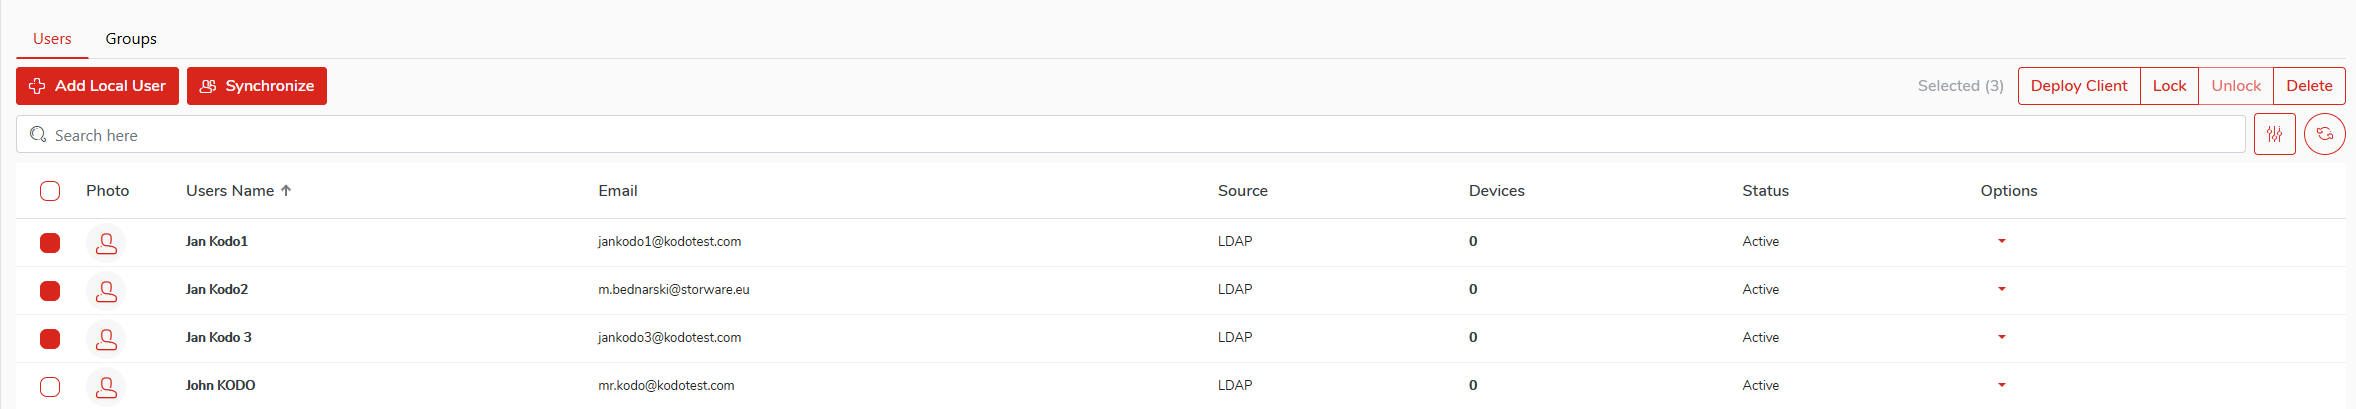 Users Groups
Add Local User Synchronize Selected (3) Deploy Client Lock Unlock Delete
Search here
Photo Users Name Email Source Devices Status Options
Jan Kodo1 jankodo1@kodotest.com LDAP 0 Active
Jan Kodo2 m.bednarski@storware.eu LDAP 0 Active
Jan Kodo 3 jankodo3@kodotest.com LDAP 0 Active
John KODO mr.kodo@kodotest.com LDAP 0 Active